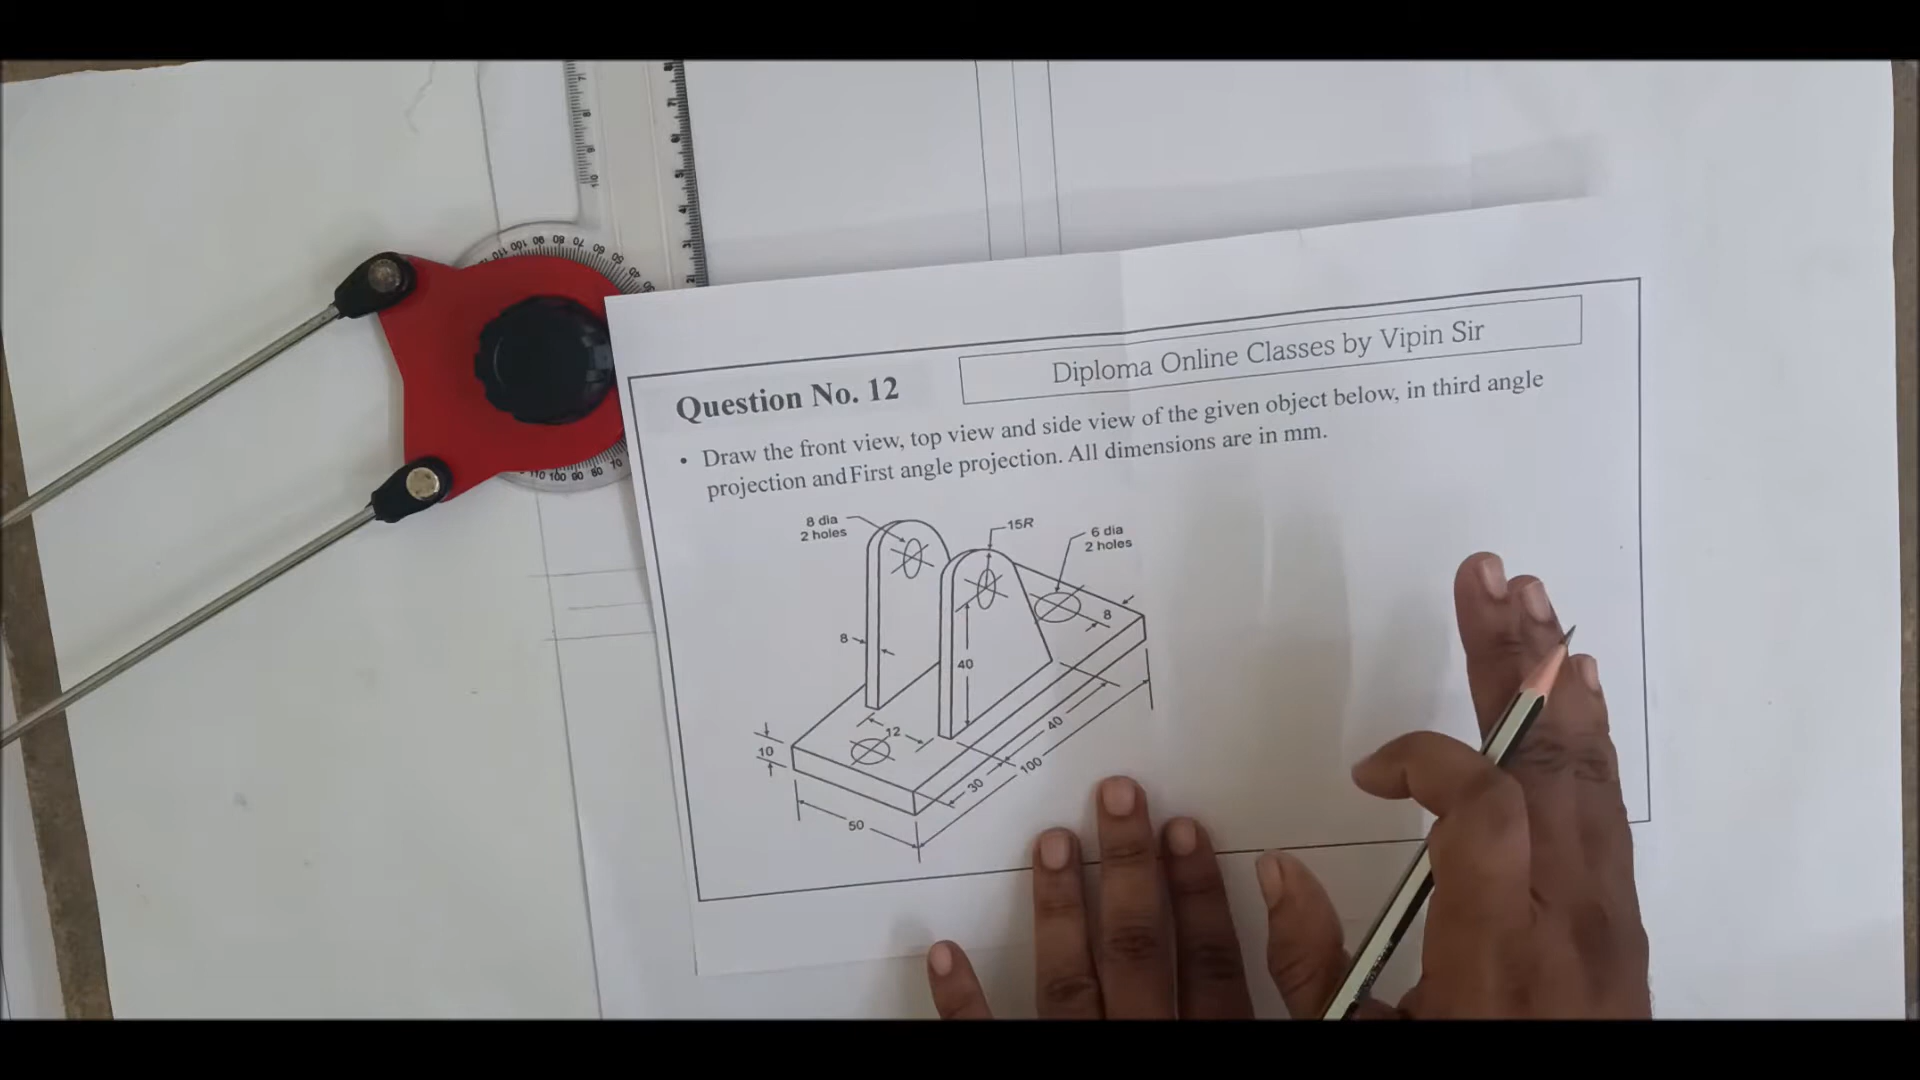 Diploma Online Classes by Vipin Sir
Question No. 12
• Draw the front view, top view and side view of the given object below, in third angle
projection and First angle projection. All dimensions are in mm.
8 dia
2 holes
15R
6 dia
2 holes
8
8
40
12
10
40
30
100
50